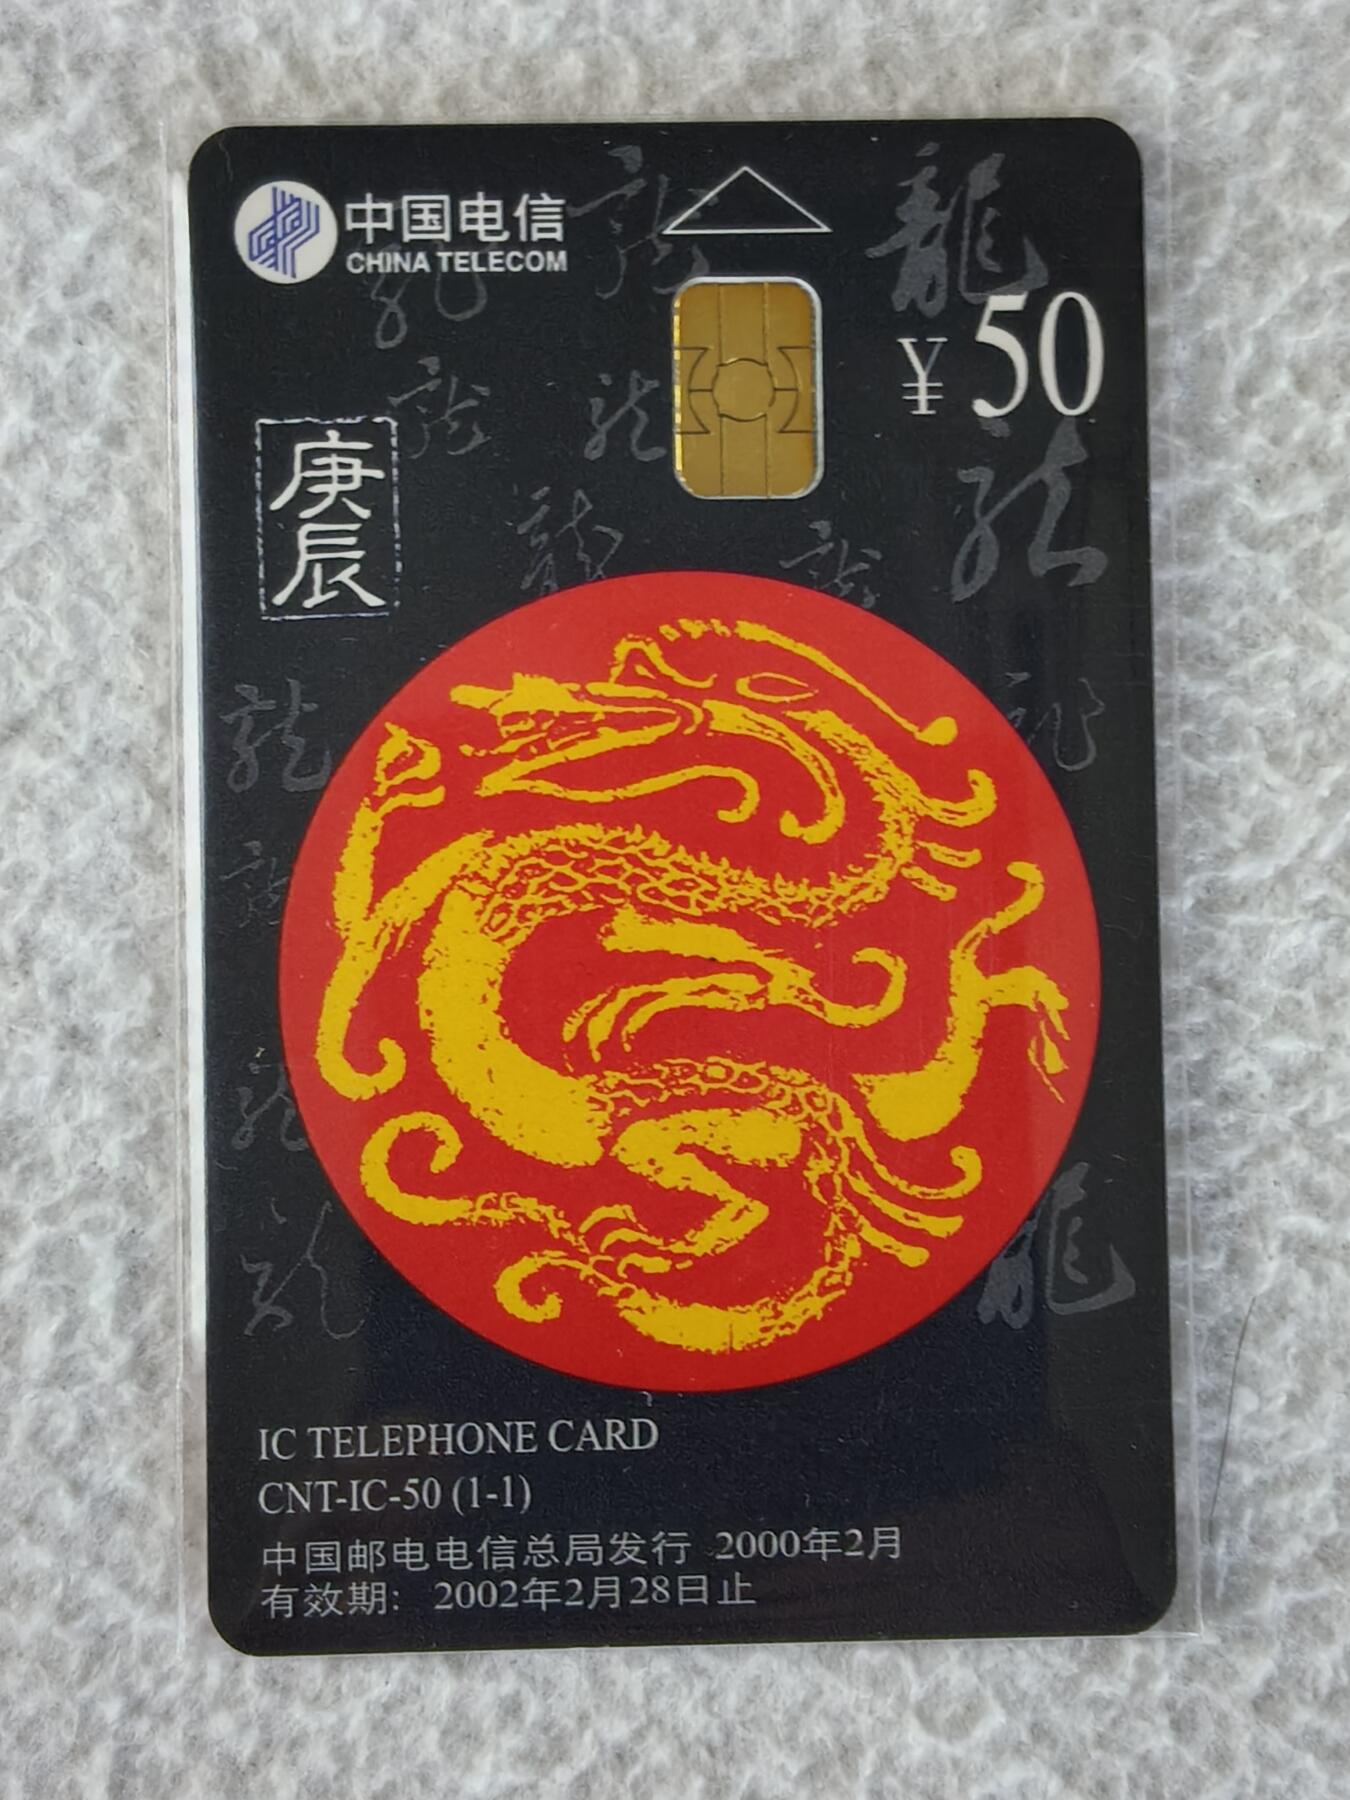 中国电信
CHINA TELECOM
龍
¥50
庚辰
IC TELEPHONE CARD
CNT-IC-50 (1-1)
中国邮电电信总局发行 2000年2月
有效期: 2002年2月28日止